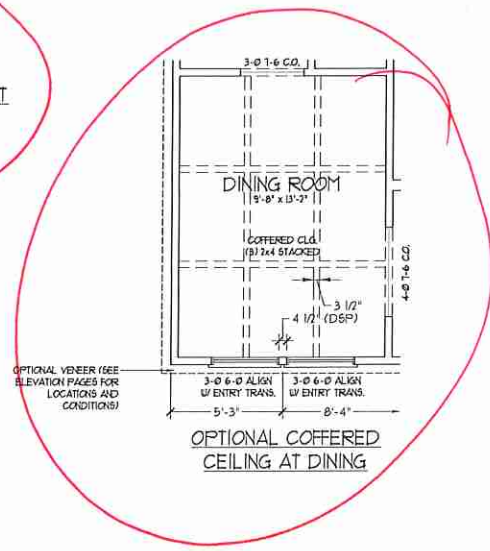 T
3-0 7-6 C.O.
DINING ROOM
9'-8" x 13'-2"
COFFERED CLG.
(3) 2x4 STACKED
4-0 7-6 C.O.
3 1/2"
4 1/2" (DSP)
OPTIONAL VENEER (SEE
ELEVATION PAGES FOR
LOCATIONS AND
CONDITIONS)
3-0 6-0 ALIGN
W/ ENTRY TRANS.
3-0 6-0 ALIGN
W/ ENTRY TRANS.
5'-3"
8'-4"
OPTIONAL COFFERED
CEILING AT DINING